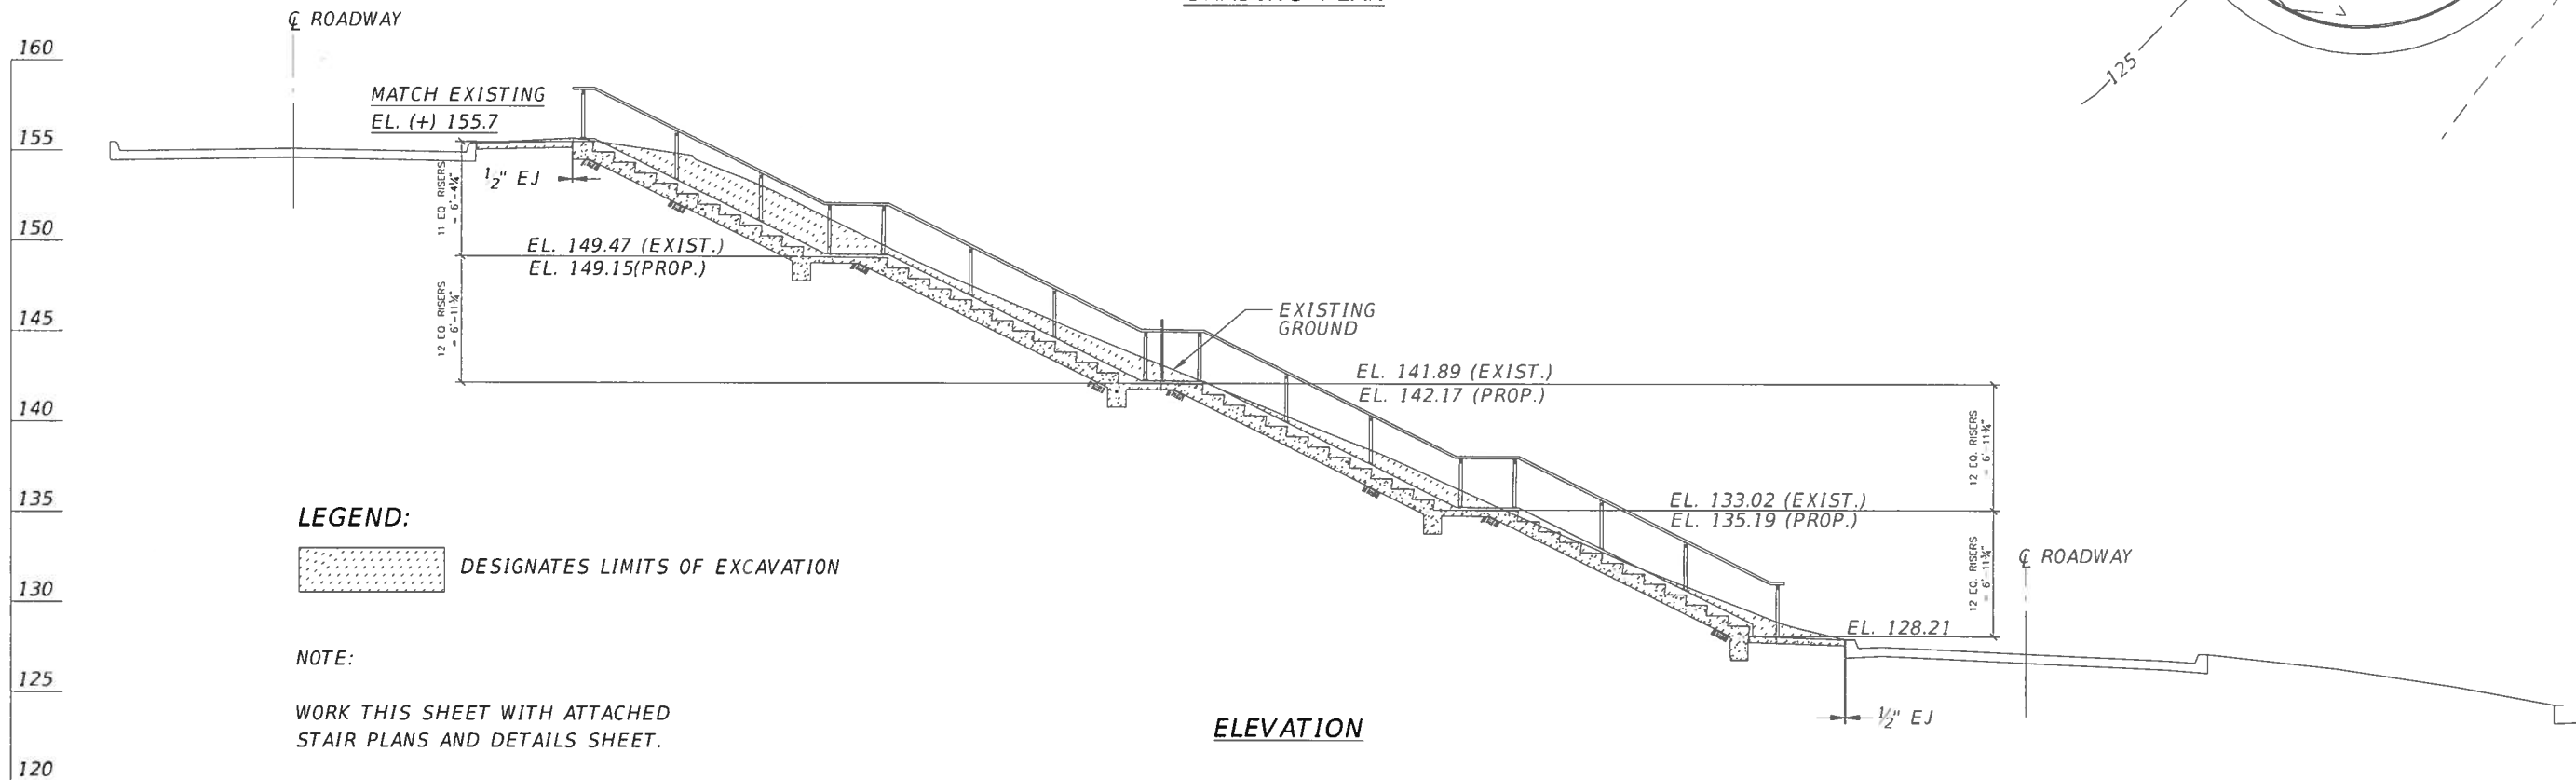 ℄ ROADWAY
160
MATCH EXISTING
EL. (+) 155.7
155
11 EQ. RISERS
= 6'-4¼"
½" EJ
150
EL. 149.47 (EXIST.)
EL. 149.15(PROP.)
12 EQ RISERS
= 6'-11¾"
145
EXISTING
GROUND
EL. 141.89 (EXIST.)
EL. 142.17 (PROP.)
140
12 EQ. RISERS
= 6'-11¾"
135
EL. 133.02 (EXIST.)
EL. 135.19 (PROP.)
LEGEND:
DESIGNATES LIMITS OF EXCAVATION
12 EQ. RISERS
= 6'-11¾"
℄ ROADWAY
130
EL. 128.21
NOTE:
125
WORK THIS SHEET WITH ATTACHED
STAIR PLANS AND DETAILS SHEET.
½" EJ
ELEVATION
120
125